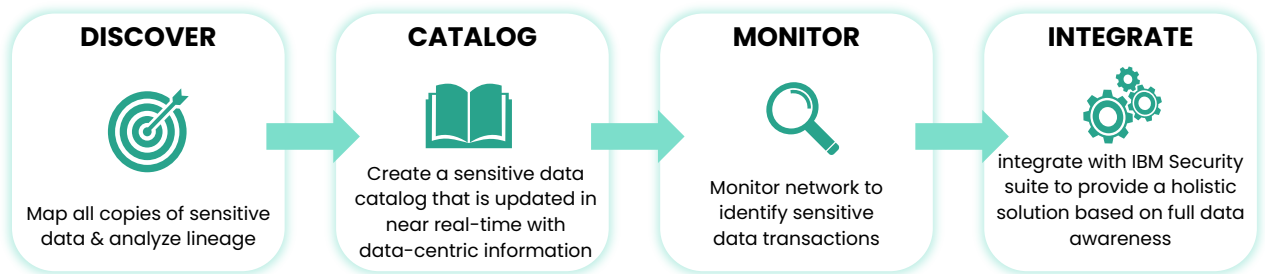 DISCOVER
Map all copies of sensitive
data & analyze lineage
CATALOG
Create a sensitive data
catalog that is updated in
near real-time with
data-centric information
MONITOR
Monitor network to
identify sensitive
data transactions
INTEGRATE
integrate with IBM Security
suite to provide a holistic
solution based on full data
awareness